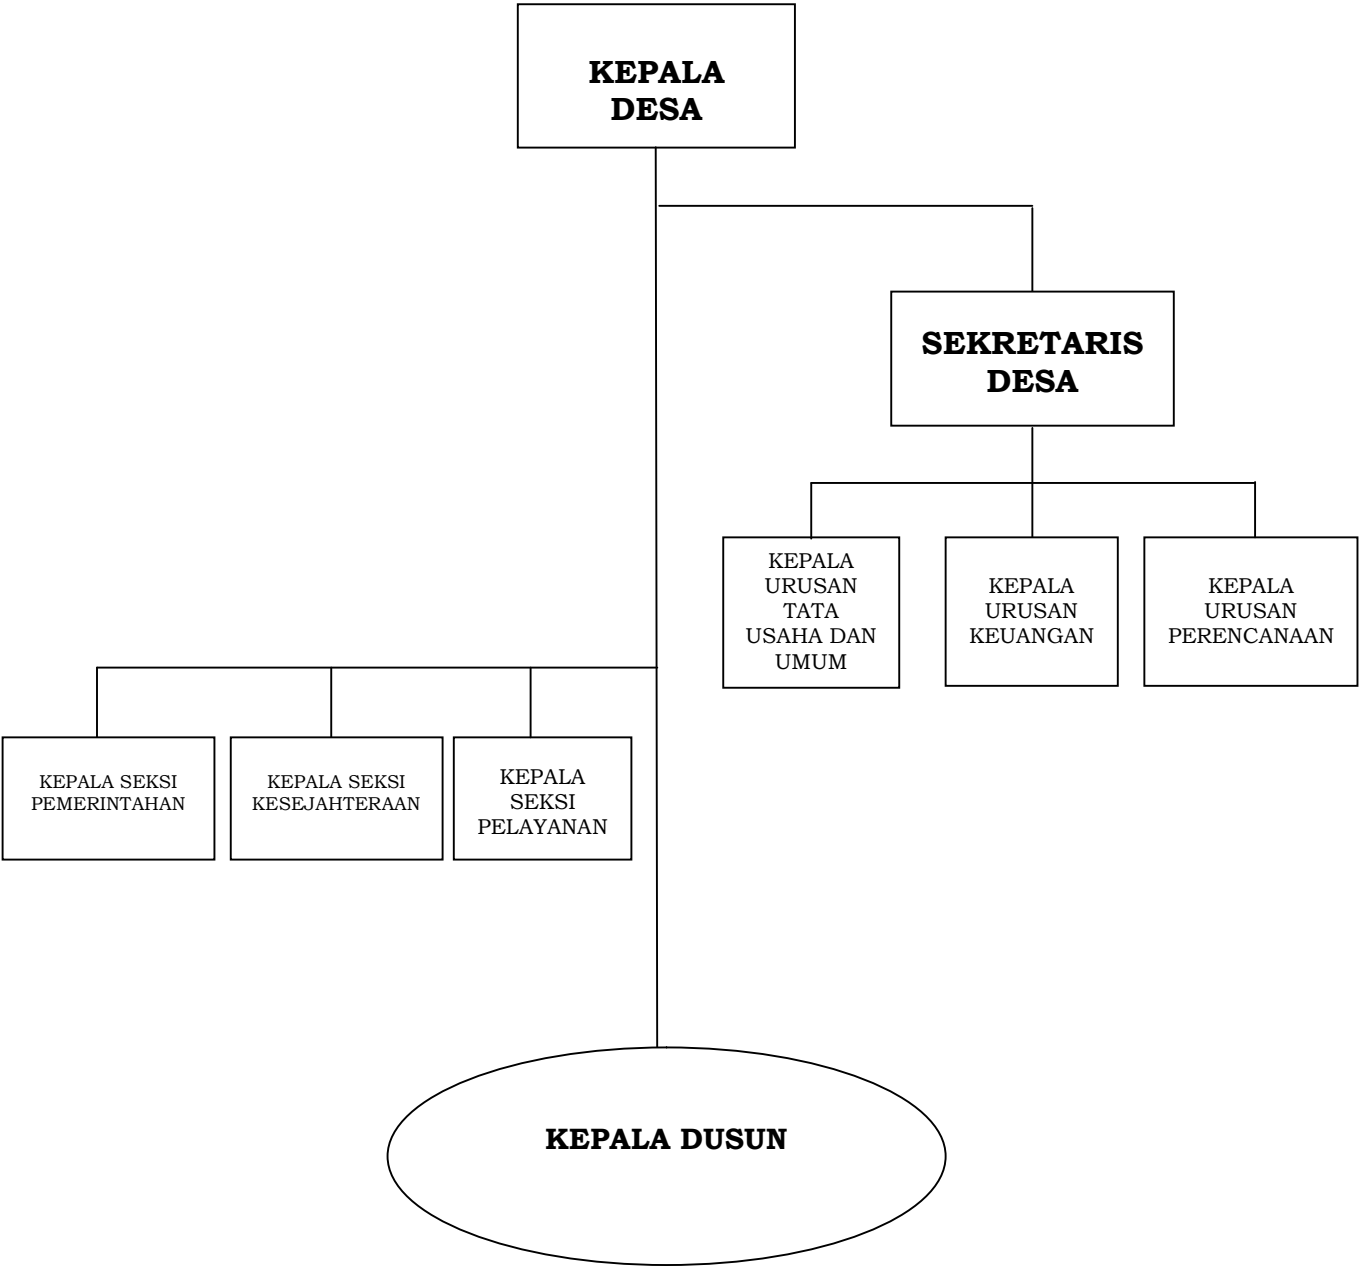 KEPALA
DESA
SEKRETARIS
DESA
KEPALA
URUSAN
TATA
USAHA DAN
UMUM
KEPALA
URUSAN
KEUANGAN
KEPALA
URUSAN
PERENCANAAN
KEPALA SEKSI
PEMERINTAHAN
KEPALA SEKSI
KESEJAHTERAAN
KEPALA
SEKSI
PELAYANAN
KEPALA DUSUN